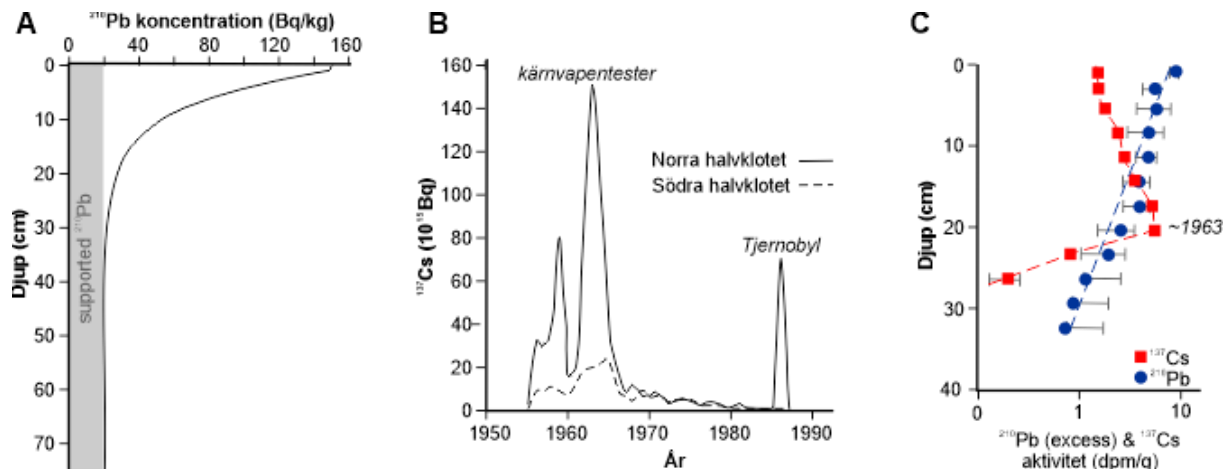 A
²¹⁰Pb koncentration (Bq/kg)
0 40 80 120 160
Djup (cm)
0
10
20
30
40
50
60
70
supported ²¹⁰Pb
B
¹³⁷Cs (10¹⁵Bq)
160
140
120
100
80
60
40
20
0
kärnvapentester
Norra halvklotet
Södra halvklotet
Tjernobyl
1950 1960 1970 1980 1990
År
C
Djup (cm)
0
10
20
30
40
~1963
¹³⁷Cs
²¹⁰Pb
0 1 10
²¹⁰Pb (excess) & ¹³⁷Cs
aktivitet (dpm/g)